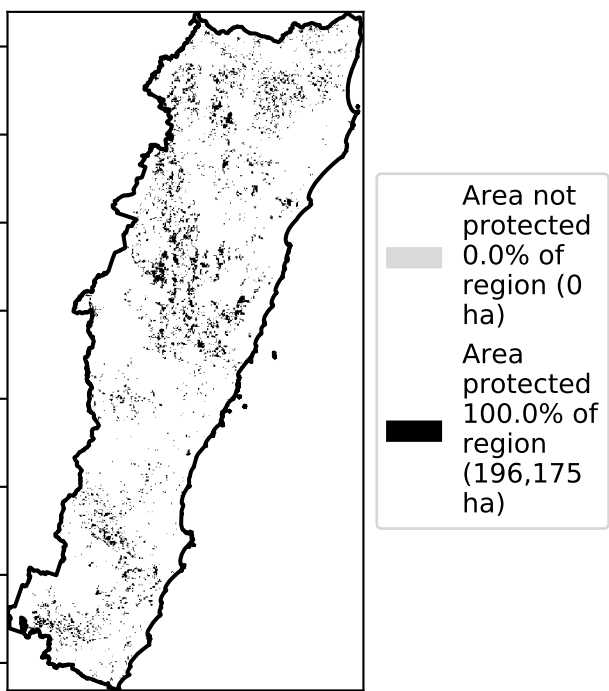 Area not
protected
0.0% of
region (0
ha)
Area
protected
100.0% of
region
(196,175
ha)